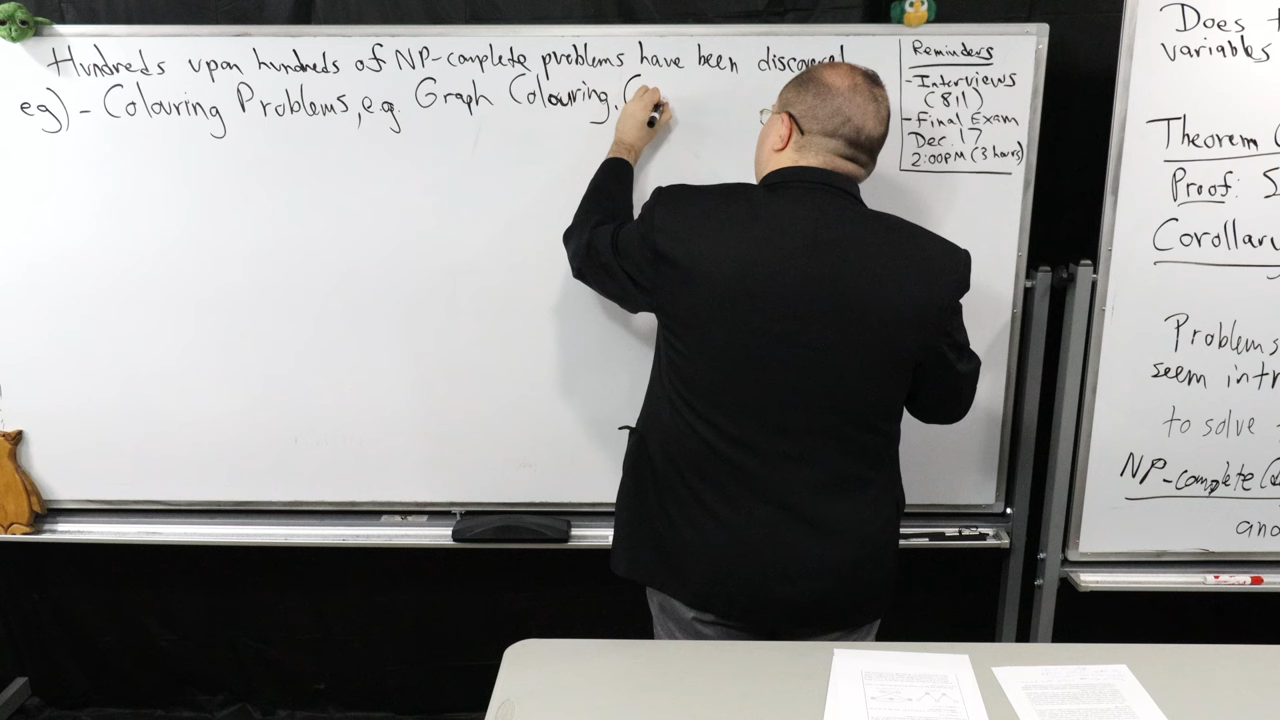 Hundreds upon hundreds of NP-complete problems have been discovered
eg) - Colouring Problems, e.g. Graph Colouring, (
Reminders
- Interviews
(811)
- Final Exam
Dec. 17
2:00PM (3 hours)
Does
variables
Theorem (
Proof:
Corollary
Problems
seem
to solve
NP-complete
and